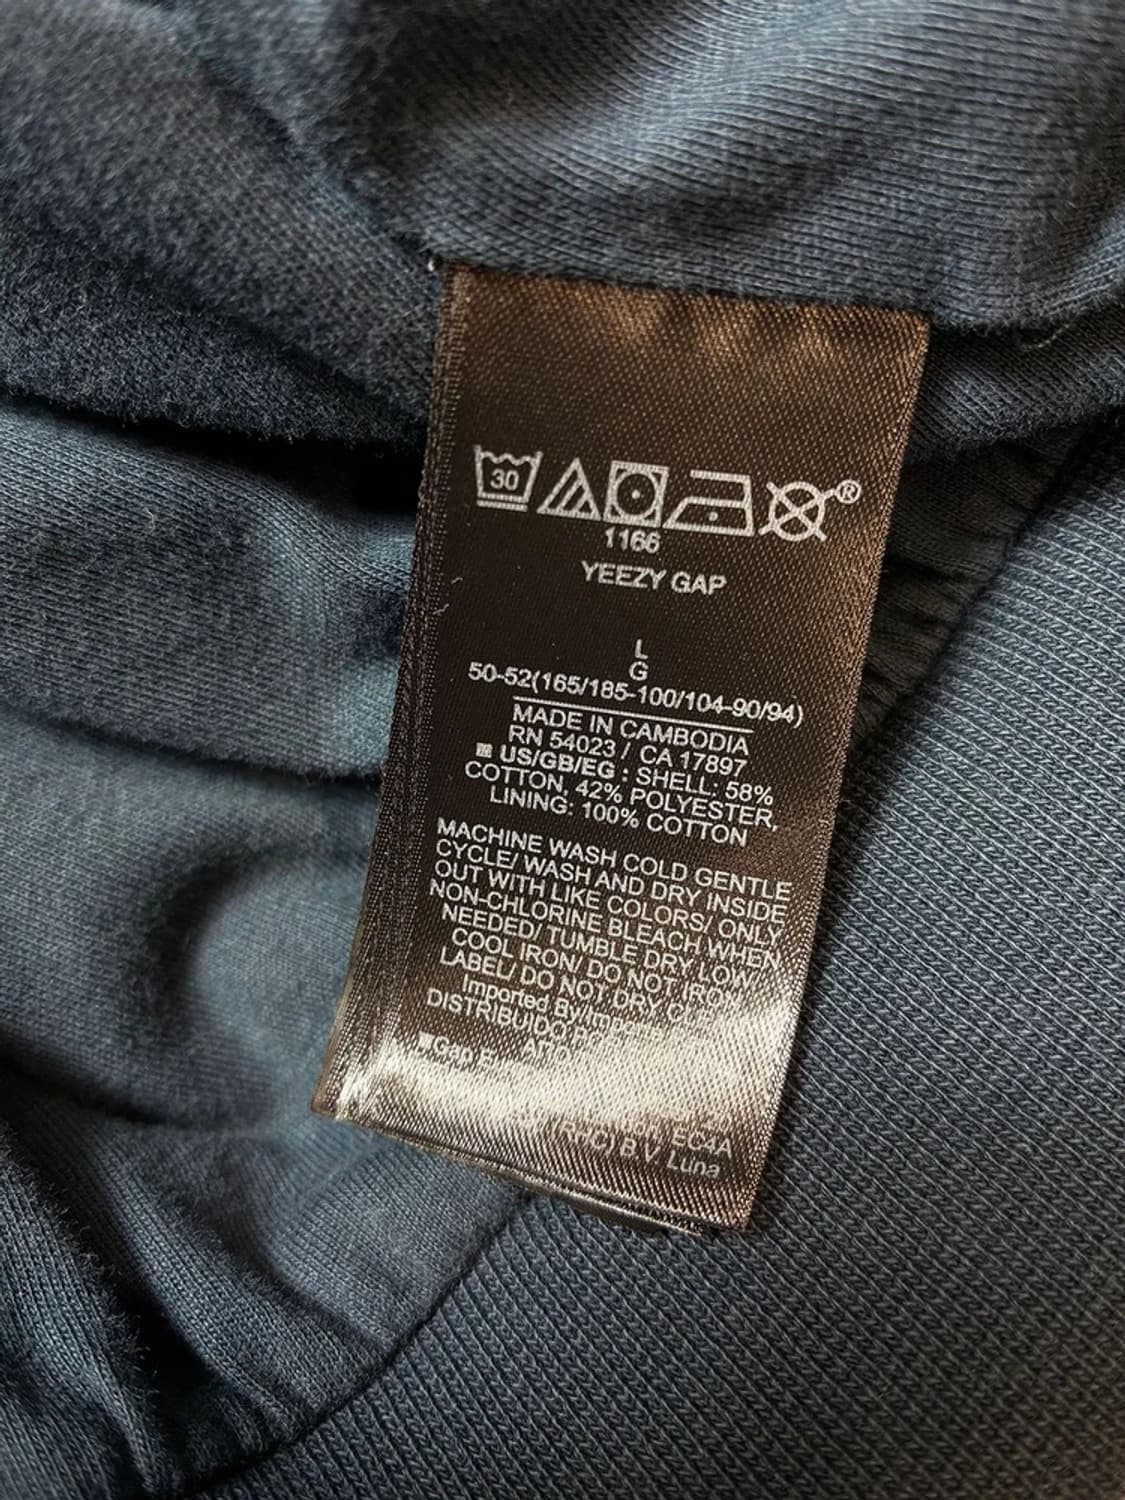 30
®
1166
YEEZY GAP
L
G
50-52(165/185-100/104-90/94)
MADE IN CAMBODIA
RN 54023 / CA 17897
US/GB/EG : SHELL: 58%
COTTON, 42% POLYESTER,
LINING: 100% COTTON
MACHINE WASH COLD GENTLE
CYCLE/ WASH AND DRY INSIDE
OUT WITH LIKE COLORS/ ONLY
NON-CHLORINE BLEACH WHEN
NEEDED/ TUMBLE DRY LOW/
COOL IRON/ DO NOT IRON
LABEL/ DO NOT DRY
Imported By/
DISTRIBUIDO
Gap
EC4A
(RHC) B.V Luna